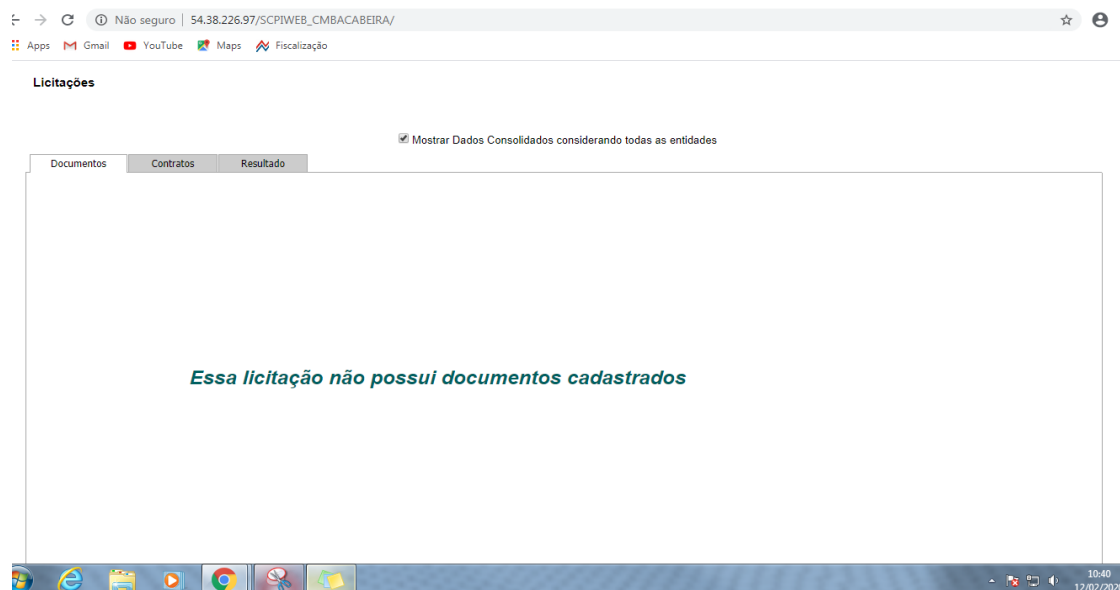 Não seguro | 54.38.226.97/SCPIWEB_CMBACABEIRA/
Apps Gmail YouTube Maps Fiscalização
Licitações
Mostrar Dados Consolidados considerando todas as entidades
Documentos Contratos Resultado
Essa licitação não possui documentos cadastrados
10:40